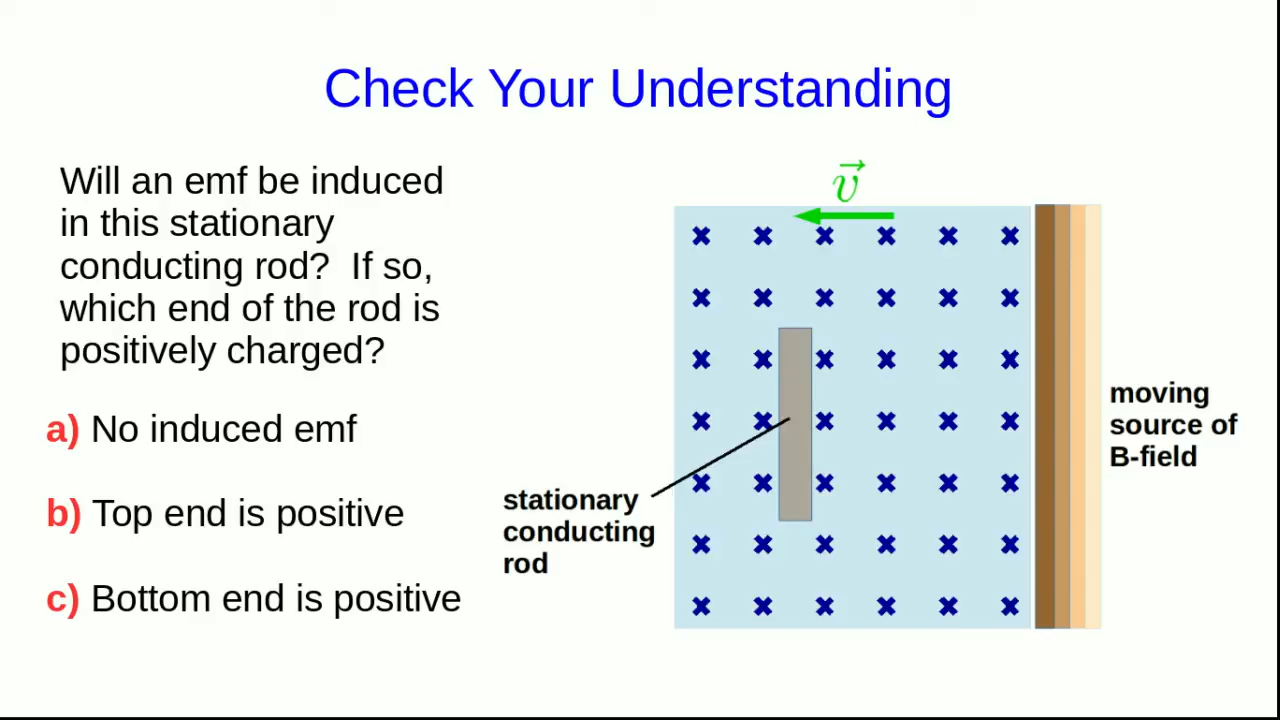 Check Your Understanding
Will an emf be induced
in this stationary
conducting rod?  If so,
which end of the rod is
positively charged?
a) No induced emf
b) Top end is positive
c) Bottom end is positive
v⃗
moving
source of
B-field
stationary
conducting
rod